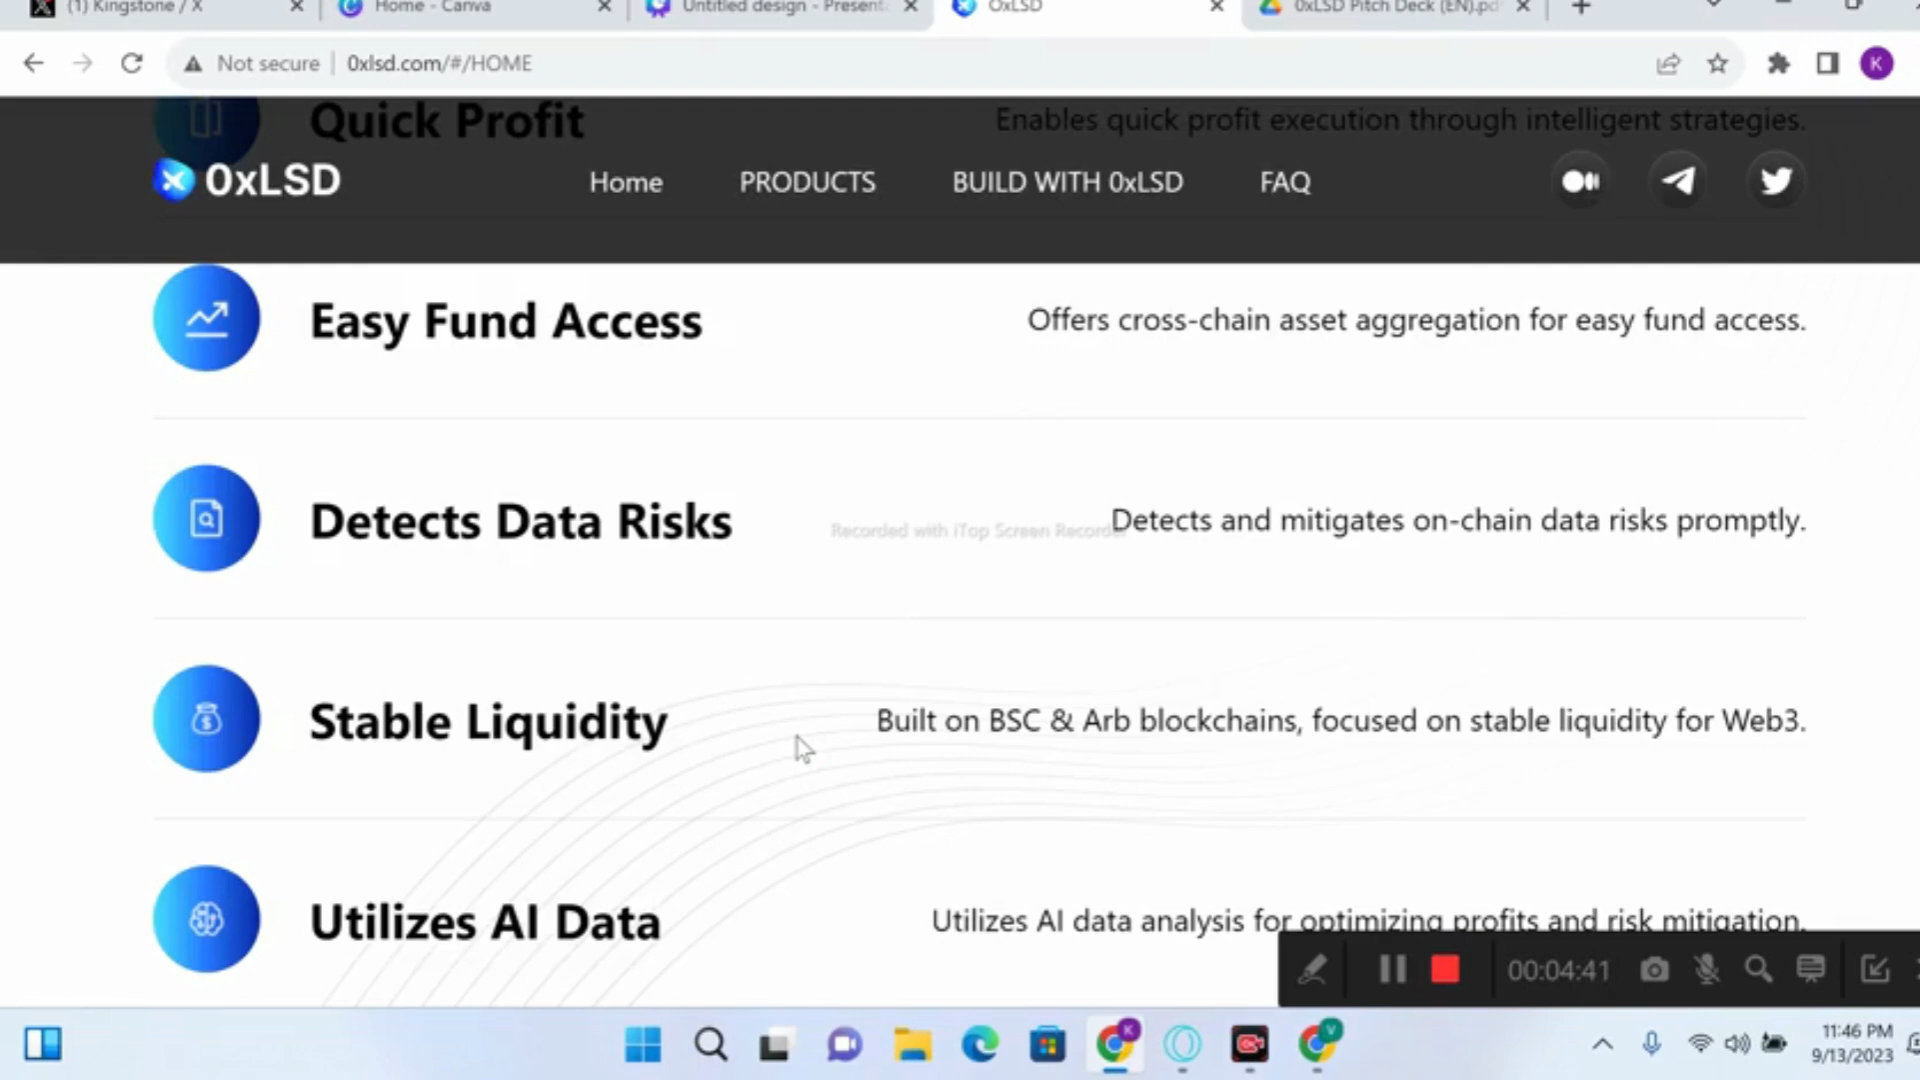 (1) Kingstone / X
Home - Canva
Untitled design - Present
OxLSD
0xLSD Pitch Deck (EN).pd
Not secure
0xlsd.com/#/HOME
K
Quick Profit
Enables quick profit execution through intelligent strategies.
0xLSD
Home
PRODUCTS
BUILD WITH 0xLSD
FAQ
Easy Fund Access
Offers cross-chain asset aggregation for easy fund access.
Detects Data Risks
Recorded with iTop Screen Recorder
Detects and mitigates on-chain data risks promptly.
Stable Liquidity
Built on BSC & Arb blockchains, focused on stable liquidity for Web3.
Utilizes AI Data
Utilizes AI data analysis for optimizing profits and risk mitigation.
00:04:41
K
V
11:46 PM
9/13/2023